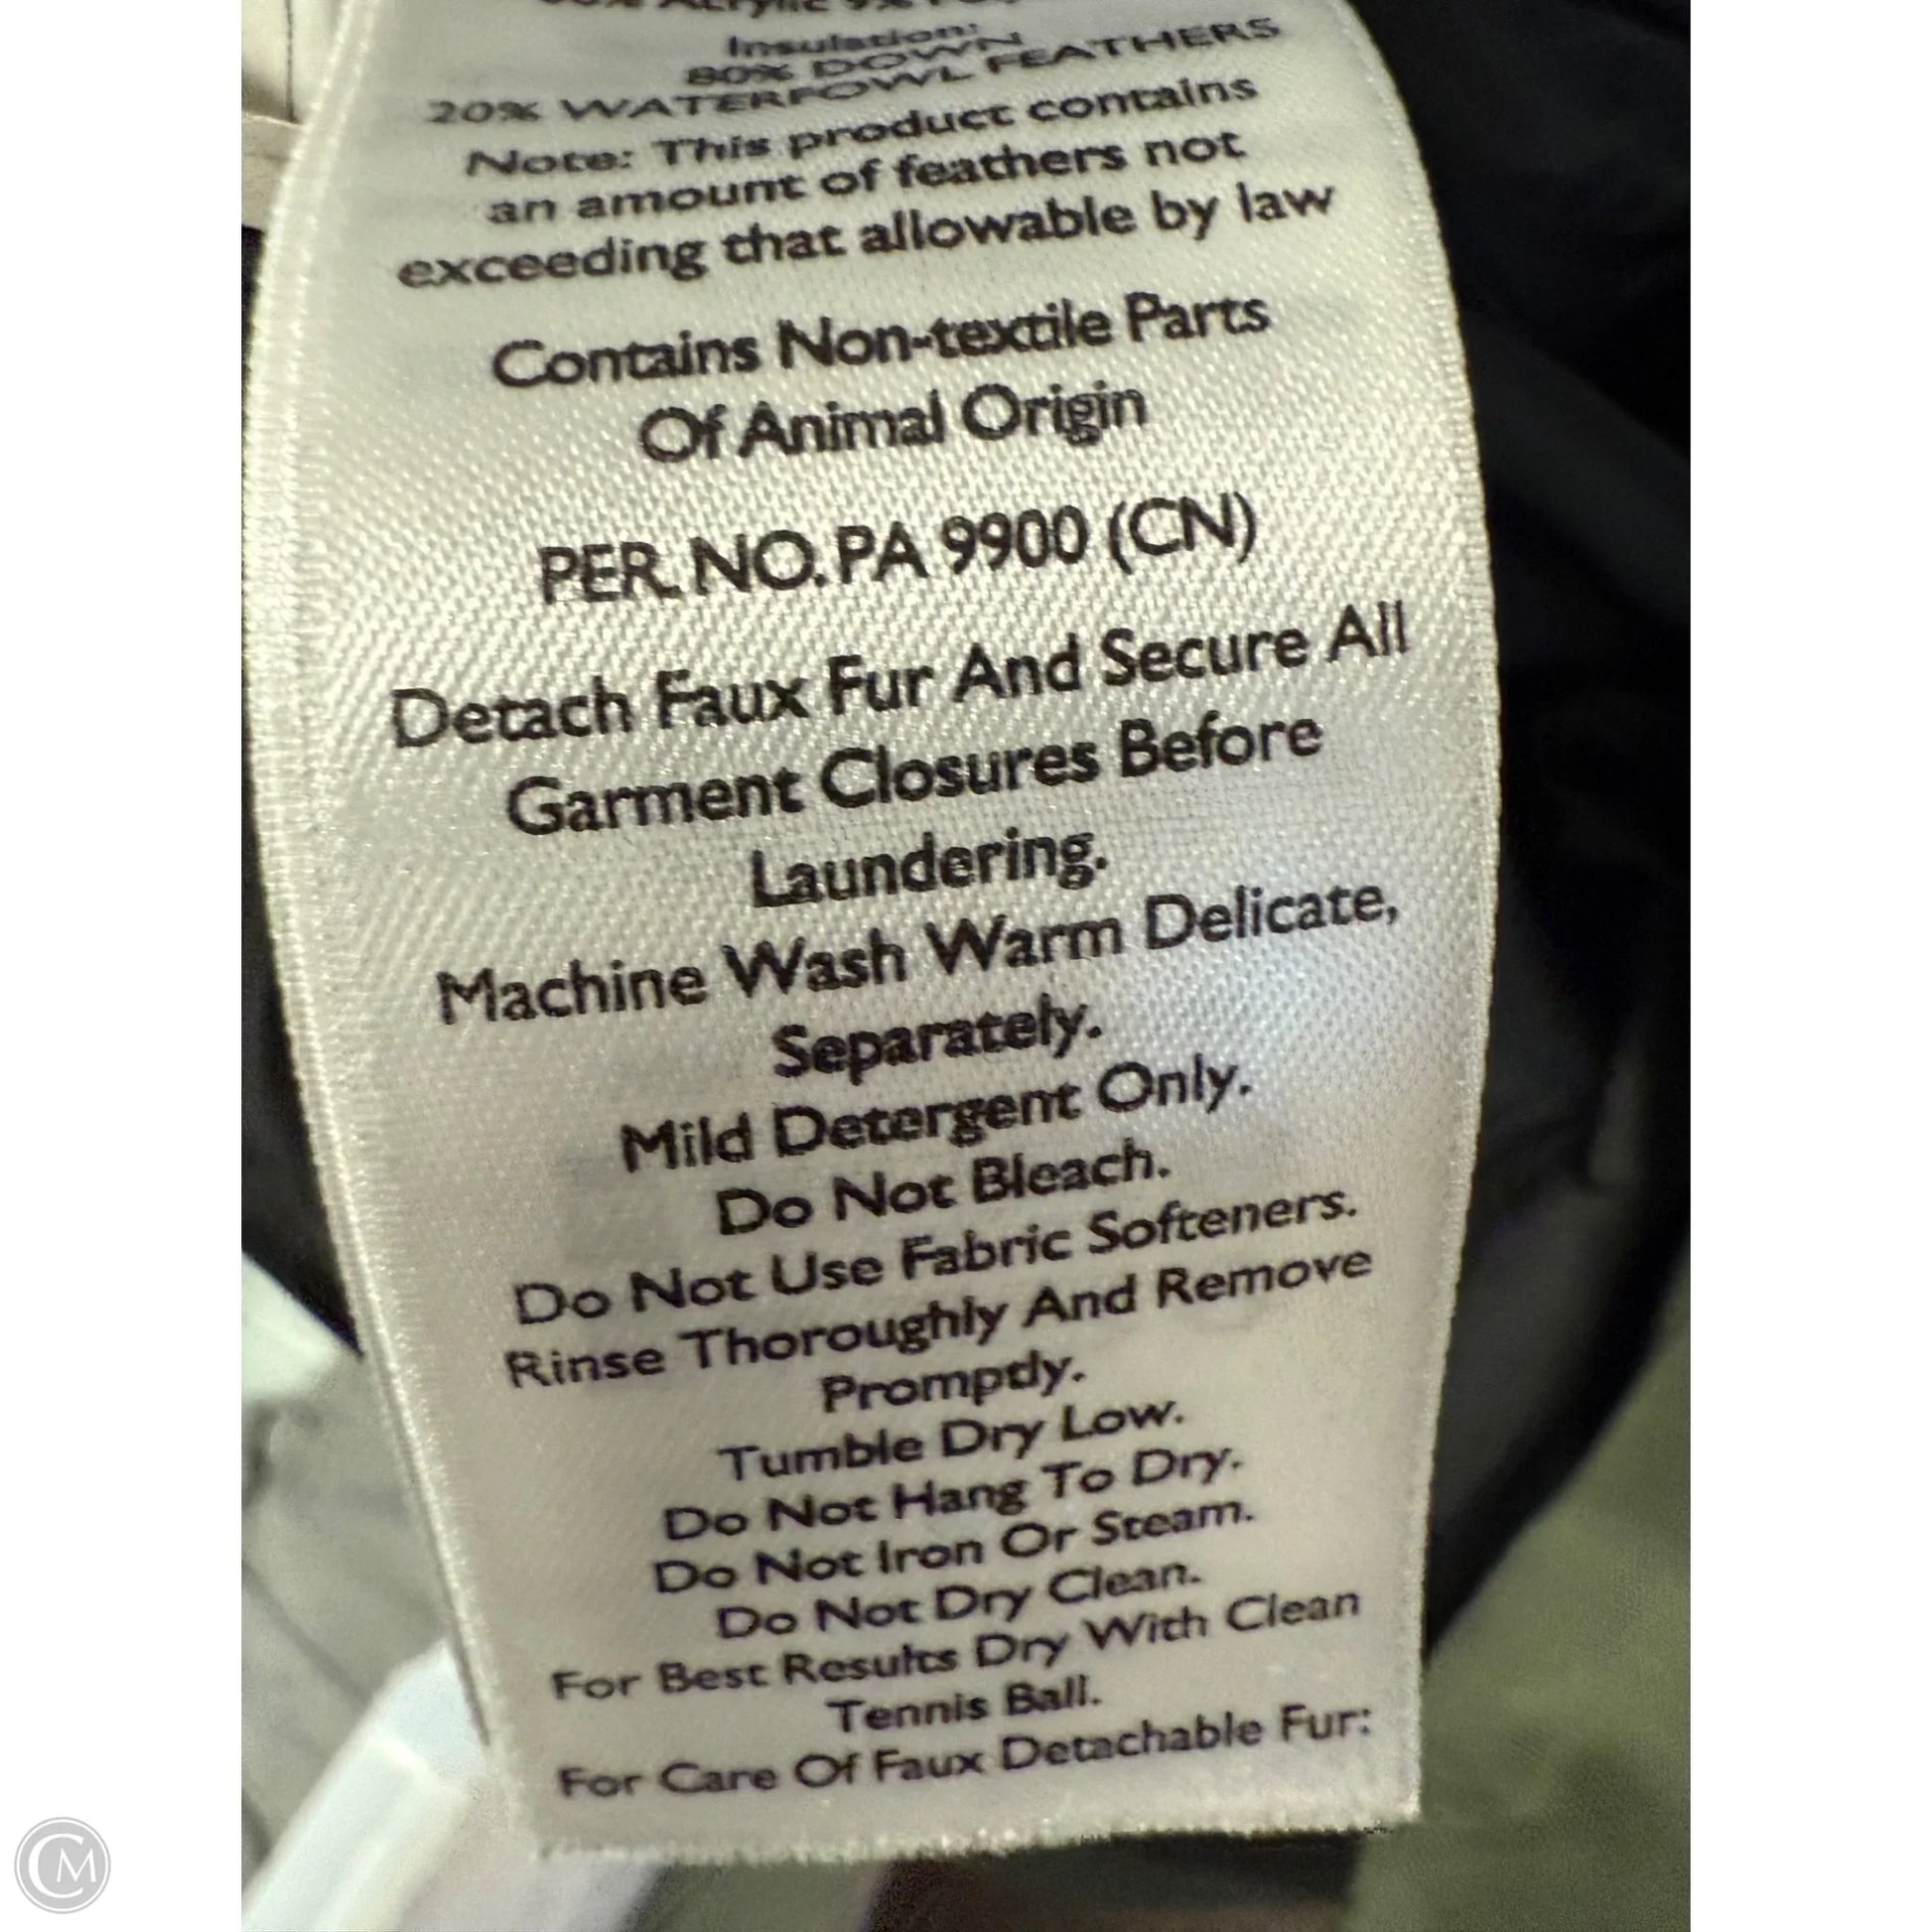 Acrylic 9%
Insulation:
80% DOWN
20% WATERFOWL FEATHERS
Note: This product contains
an amount of feathers not
exceeding that allowable by law
Contains Non-textile Parts
Of Animal Origin
PER. NO. PA 9900 (CN)
Detach Faux Fur And Secure All
Garment Closures Before
Laundering.
Machine Wash Warm Delicate,
Separately.
Mild Detergent Only.
Do Not Bleach.
Do Not Use Fabric Softeners.
Rinse Thoroughly And Remove
Promptly.
Tumble Dry Low.
Do Not Hang To Dry.
Do Not Iron Or Steam.
Do Not Dry Clean.
For Best Results Dry With Clean
Tennis Ball.
For Care Of Faux Detachable Fur:
CM